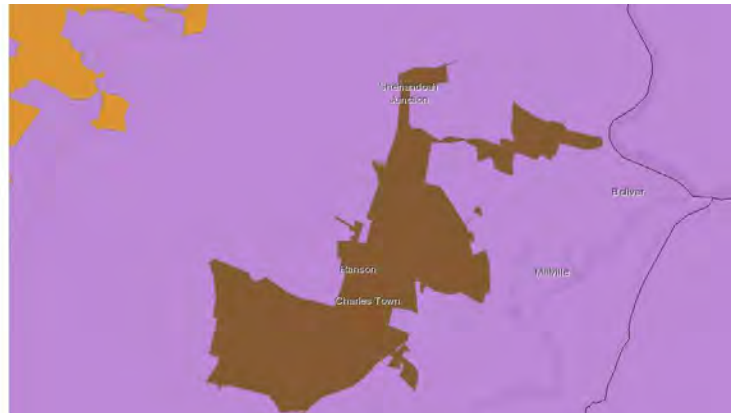 Shenandoah
Junction
Bolivar
Ranson
Millville
Charles Town